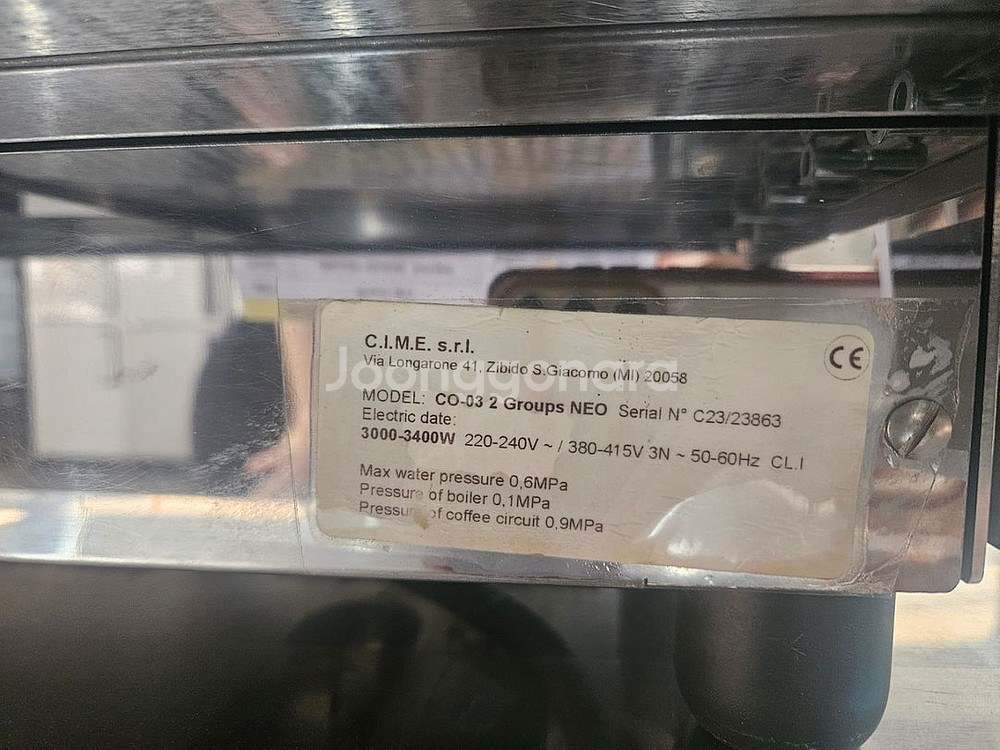 C.I.M.E. s.r.l.
Via Longarone 41, Zibido S.Giacomo (MI) 20058
Joonggonara
MODEL: CO-03 2 Groups NEO Serial N° C23/23863
Electric date:
3000-3400W 220-240V ~ / 380-415V 3N ~ 50-60Hz CL.I
Max water pressure 0,6MPa
Pressure of boiler 0,1MPa
Pressure of coffee circuit 0,9MPa
CE